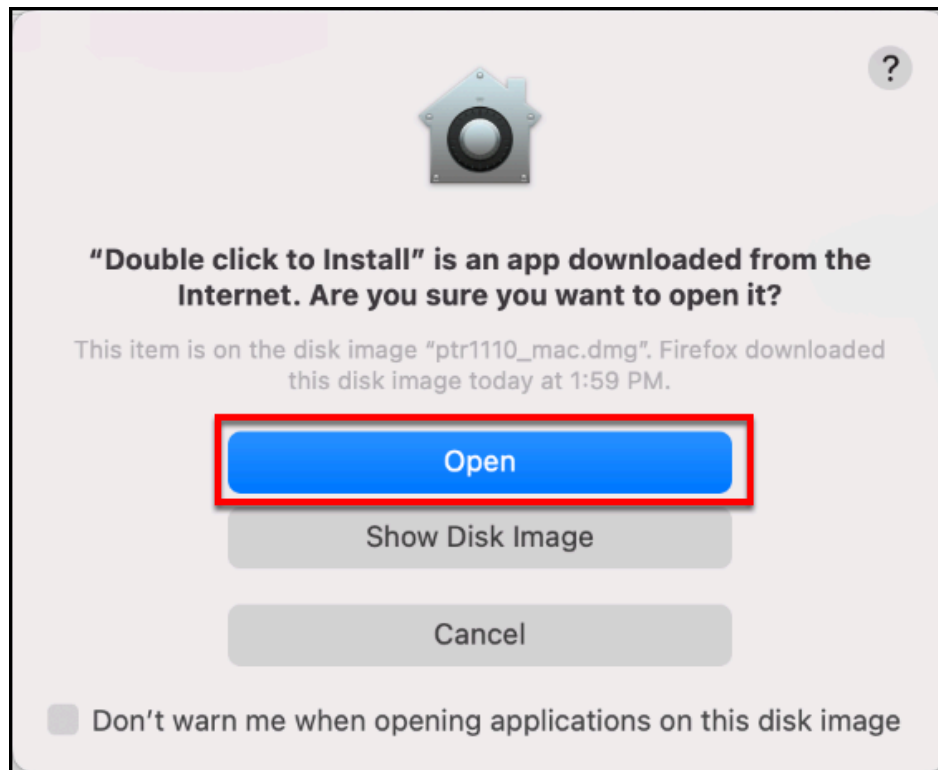 ?
“Double click to Install” is an app downloaded from the
Internet. Are you sure you want to open it?
This item is on the disk image “ptr1110_mac.dmg”. Firefox downloaded
this disk image today at 1:59 PM.
Open
Show Disk Image
Cancel
Don’t warn me when opening applications on this disk image